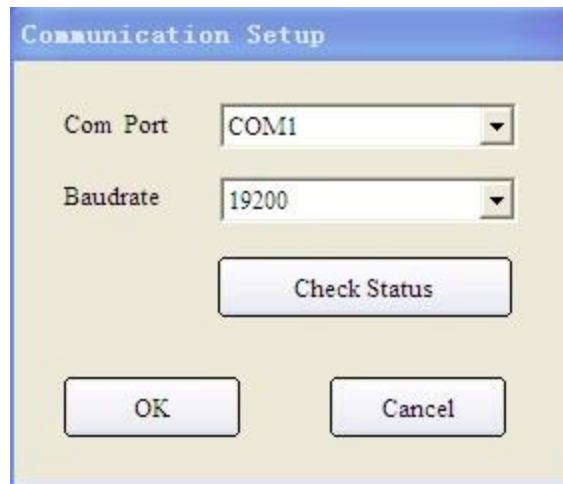 Communication Setup
Com Port COM1
Baudrate 19200
Check Status
OK Cancel